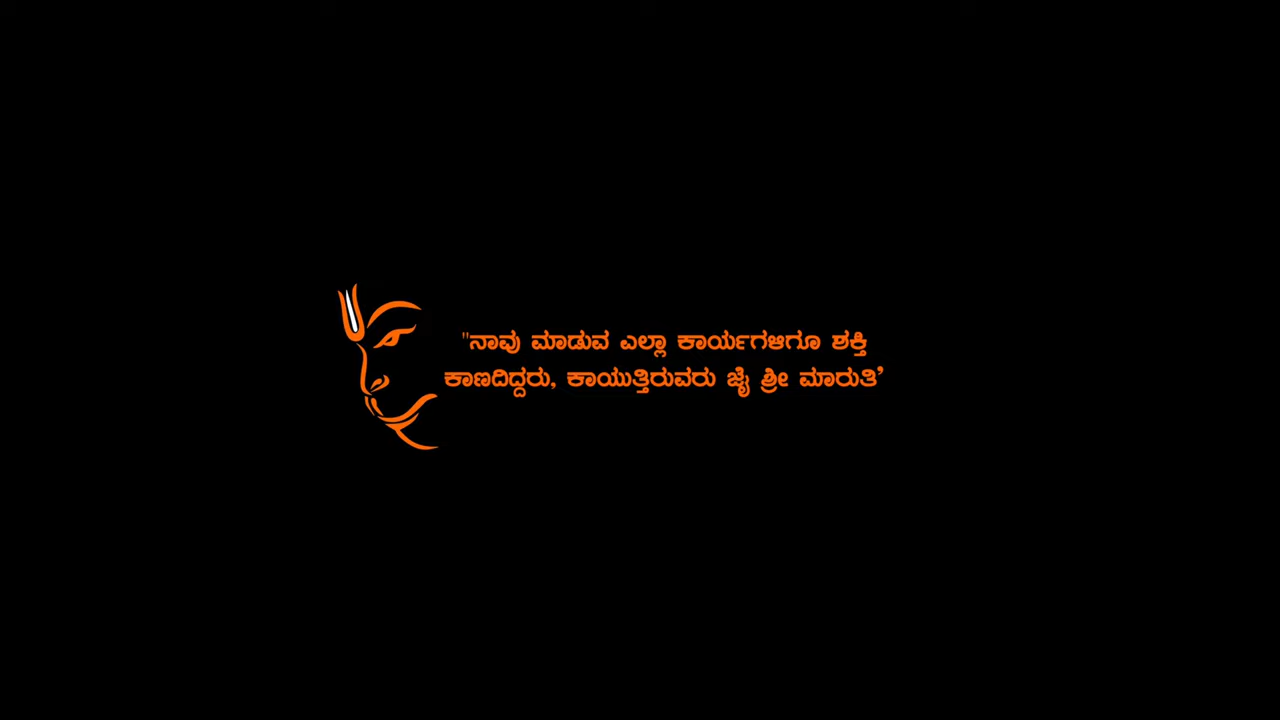 "ನಾವು ಮಾಡುವ ಎಲ್ಲಾ ಕಾರ್ಯಗಳಿಗೂ ಶಕ್ತಿ
ಕಾಣದಿದ್ದರು, ಕಾಯುತ್ತಿರುವರು ಜೈ ಶ್ರೀ ಮಾರುತಿ’